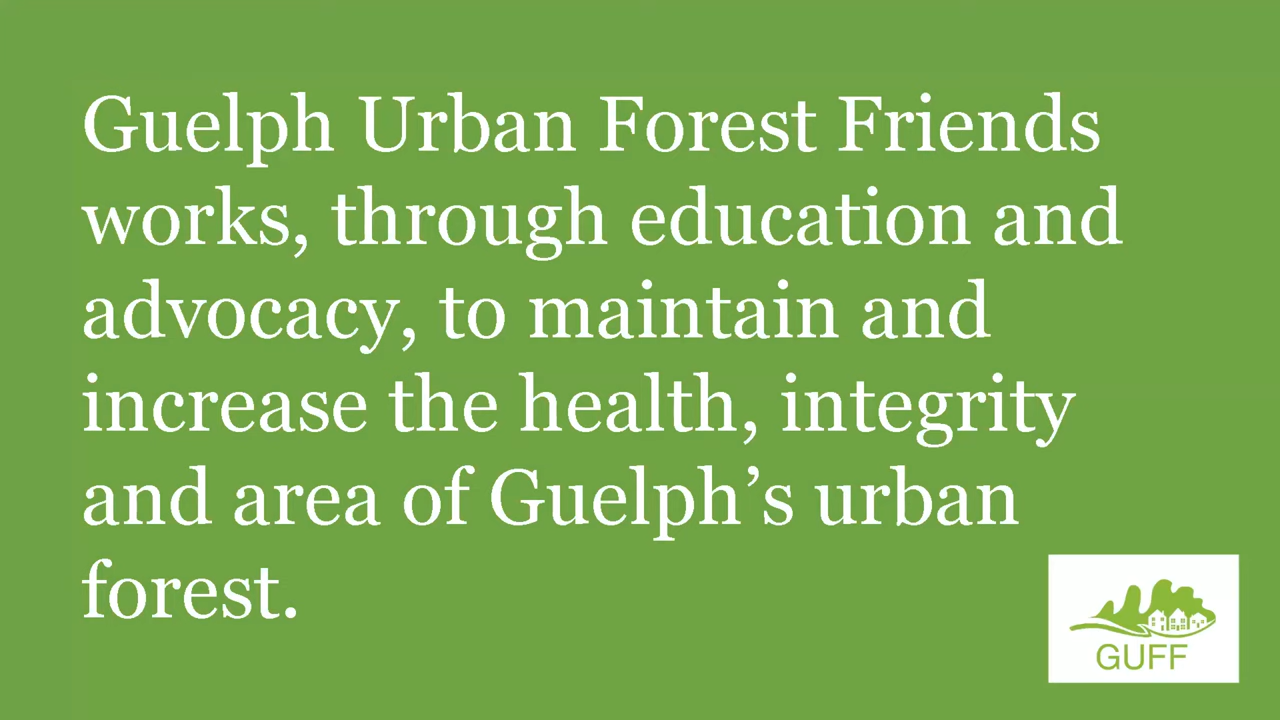 Guelph Urban Forest Friends
works, through education and
advocacy, to maintain and
increase the health, integrity
and area of Guelph’s urban
forest.
GUFF